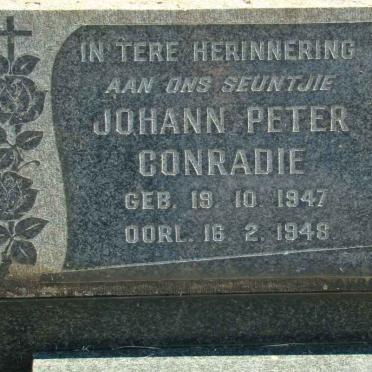 IN TERE HERINNERING
AAN ONS SEUNTJIE
JOHANN PETER
CONRADIE
GEB. 19 10 1947
OORL. 16 2. 1948